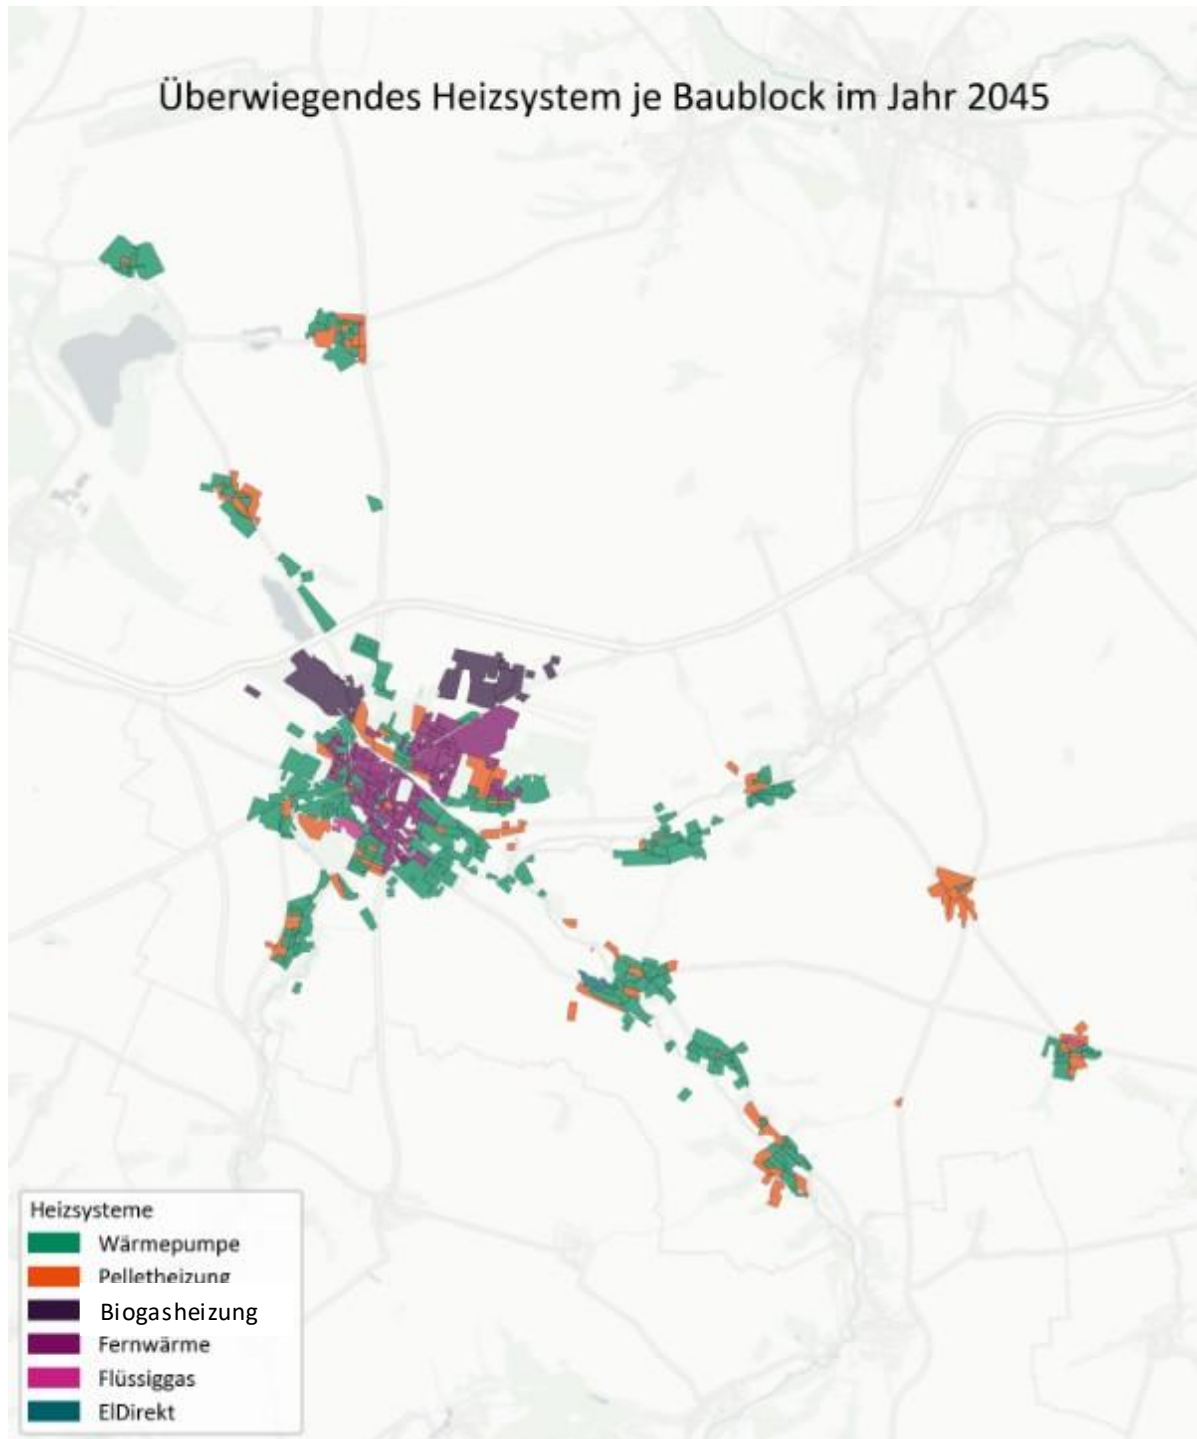 Überwiegendes Heizsystem je Baublock im Jahr 2045
Heizsysteme
Wärmepumpe
Pelletheizung
Biogasheizung
Fernwärme
Flüssiggas
ElDirekt